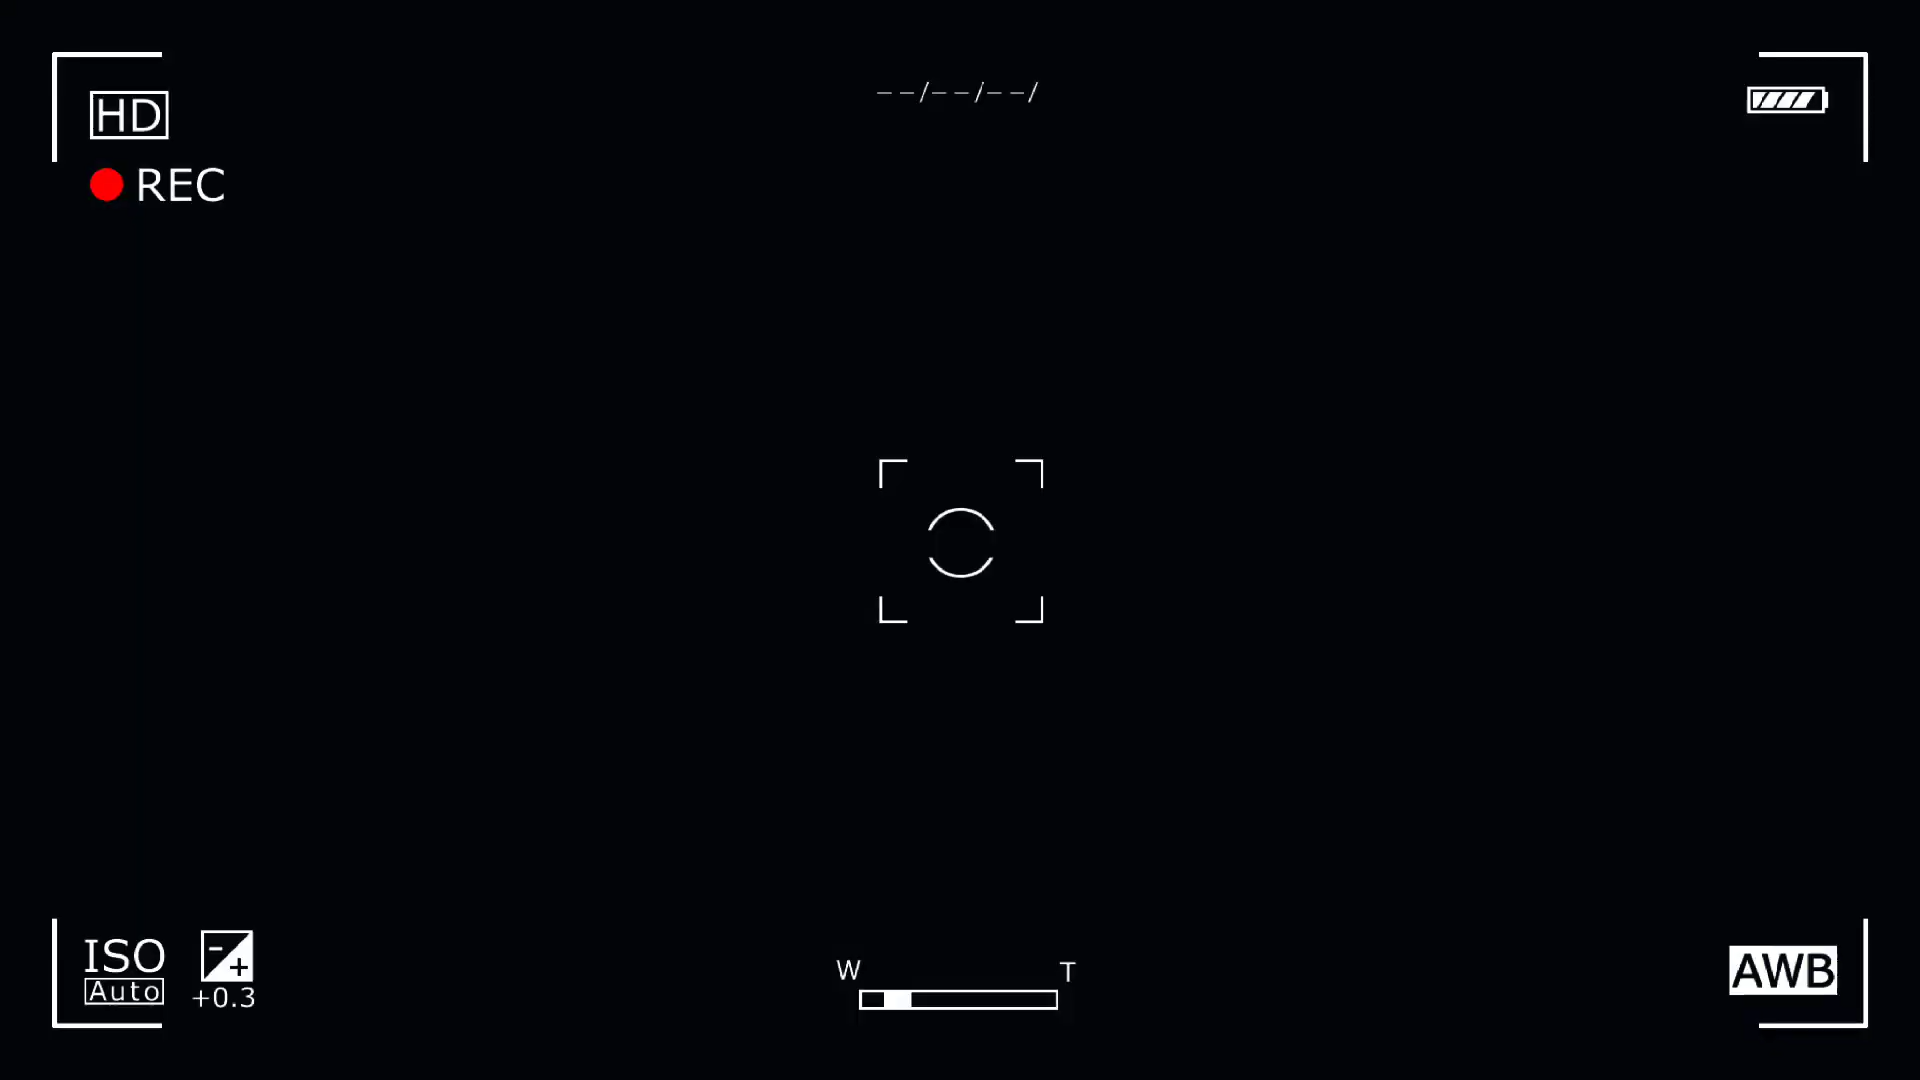 --/--/--/
HD
REC
ISO
Auto
- +
+0.3
W T
AWB